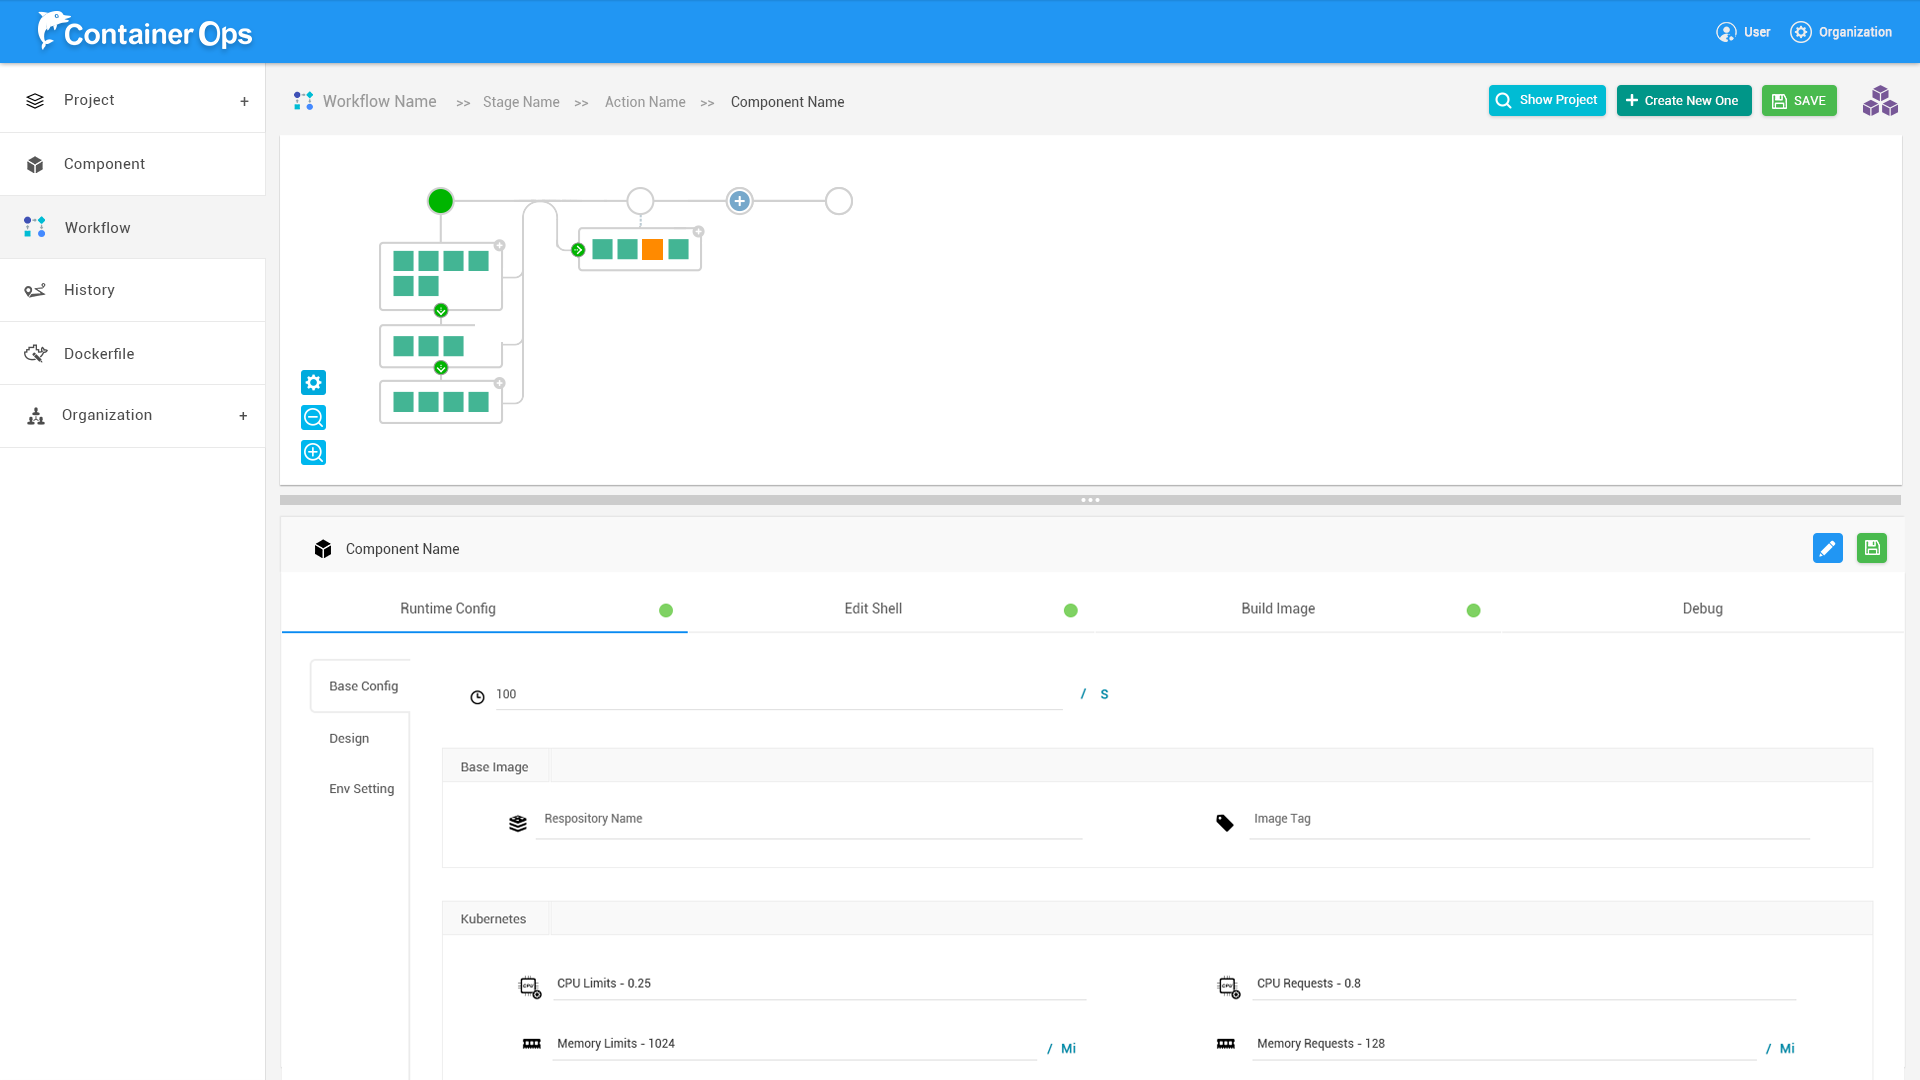 Container Ops
User
Organization
Project +
Component
Workflow
History
Dockerfile
Organization +
Workflow Name >> Stage Name >> Action Name >> Component Name
Show Project
+ Create New One
SAVE
Component Name
Runtime Config
Edit Shell
Build Image
Debug
Base Config
Design
Env Setting
100 / S
Base Image
Respository Name
Image Tag
Kubernetes
CPU
CPU Limits - 0.25
CPU
CPU Requests - 0.8
Memory Limits - 1024 / Mi
Memory Requests - 128 / Mi